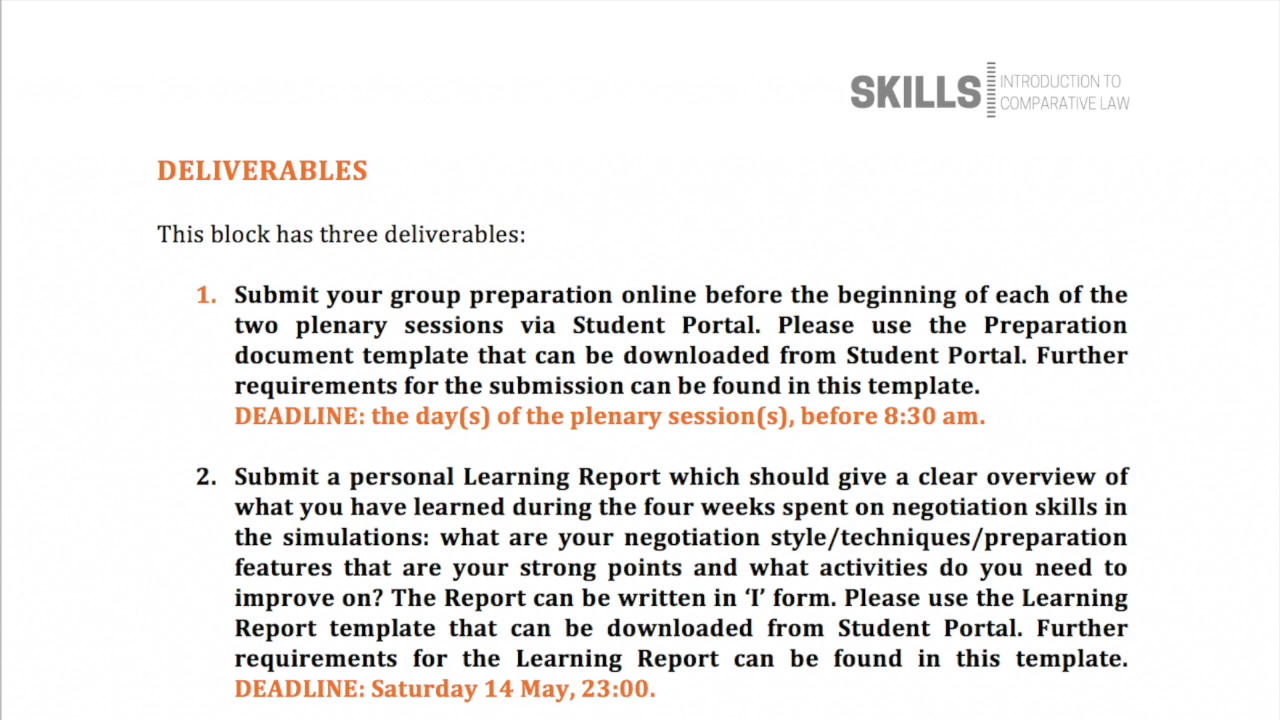 SKILLS
INTRODUCTION TO
COMPARATIVE LAW
DELIVERABLES
This block has three deliverables:
1. Submit your group preparation online before the beginning of each of the
two plenary sessions via Student Portal. Please use the Preparation
document template that can be downloaded from Student Portal. Further
requirements for the submission can be found in this template.
DEADLINE: the day(s) of the plenary session(s), before 8:30 am.
2. Submit a personal Learning Report which should give a clear overview of
what you have learned during the four weeks spent on negotiation skills in
the simulations: what are your negotiation style/techniques/preparation
features that are your strong points and what activities do you need to
improve on? The Report can be written in ‘I’ form. Please use the Learning
Report template that can be downloaded from Student Portal. Further
requirements for the Learning Report can be found in this template.
DEADLINE: Saturday 14 May, 23:00.